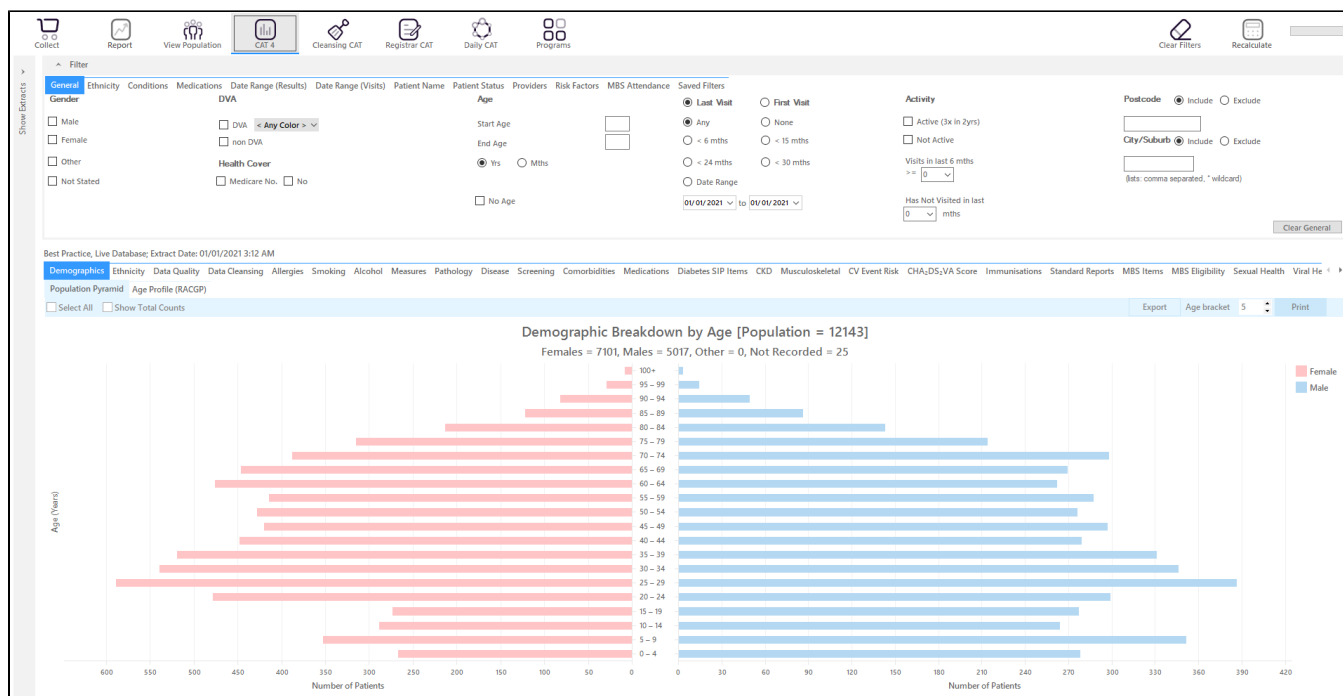 Collect Report View Population CAT 4 Cleansing CAT Registrar CAT Daily CAT Programs Clear Filters Recalculate
Show Extracts
Filter
General Ethnicity Conditions Medications Date Range (Results) Date Range (Visits) Patient Name Patient Status Providers Risk Factors MBS Attendance Saved Filters
Gender DVA Age Last Visit First Visit Activity Postcode Include Exclude
Male DVA < Any Color > Start Age Any None Active (3x in 2yrs)
Female non DVA End Age < 6 mths < 15 mths Not Active City/Suburb Include Exclude
Other Health Cover Yrs Mths < 24 mths < 30 mths Visits in last 6 mths
>= 0
Not Stated Medicare No. No Date Range (lists: comma separated, * wildcard)
No Age 01/01/2021 to 01/01/2021 Has Not Visited in last
0 mths
Clear General
Best Practice, Live Database; Extract Date: 01/01/2021 3:12 AM
Demographics Ethnicity Data Quality Data Cleansing Allergies Smoking Alcohol Measures Pathology Disease Screening Comorbidities Medications Diabetes SIP Items CKD Musculoskeletal CV Event Risk CHA₂DS₂VA Score Immunisations Standard Reports MBS Items MBS Eligibility Sexual Health Viral He
Population Pyramid Age Profile (RACGP)
Select All Show Total Counts Export Age bracket 5 Print
Demographic Breakdown by Age [Population = 12143]
Females = 7101, Males = 5017, Other = 0, Not Recorded = 25
Female
Male
Age (Years)
100+
95 – 99
90 – 94
85 – 89
80 – 84
75 – 79
70 – 74
65 – 69
60 – 64
55 – 59
50 – 54
45 – 49
40 – 44
35 – 39
30 – 34
25 – 29
20 – 24
15 – 19
10 – 14
5 – 9
0 – 4
600 550 500 450 400 350 300 250 200 150 100 50 0 0 30 60 90 120 150 180 210 240 270 300 330 360 390 420
Number of Patients Number of Patients